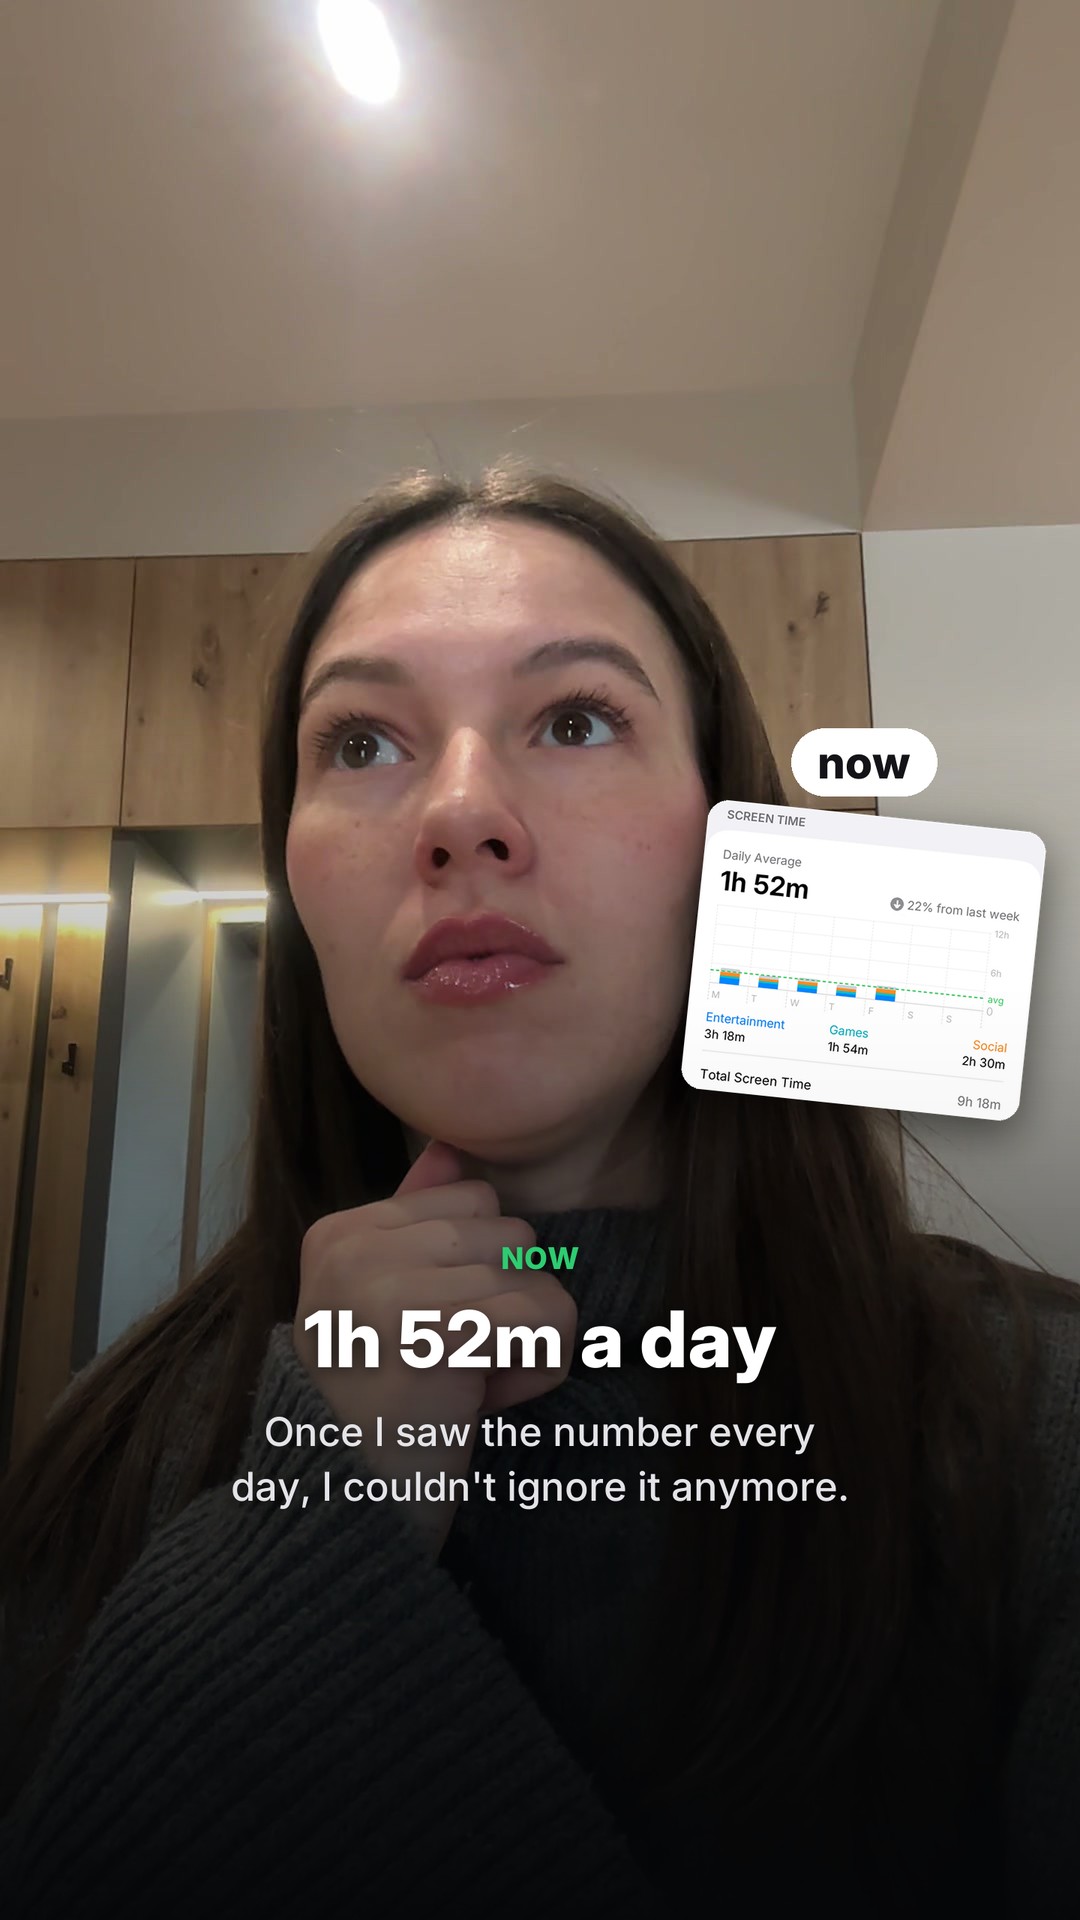 now
SCREEN TIME
Daily Average
1h 52m
22% from last week
12h
6h
avg
0
M T W T F S S
Entertainment Games Social
3h 18m 1h 54m 2h 30m
Total Screen Time 9h 18m
NOW
1h 52m a day
Once I saw the number every
day, I couldn't ignore it anymore.